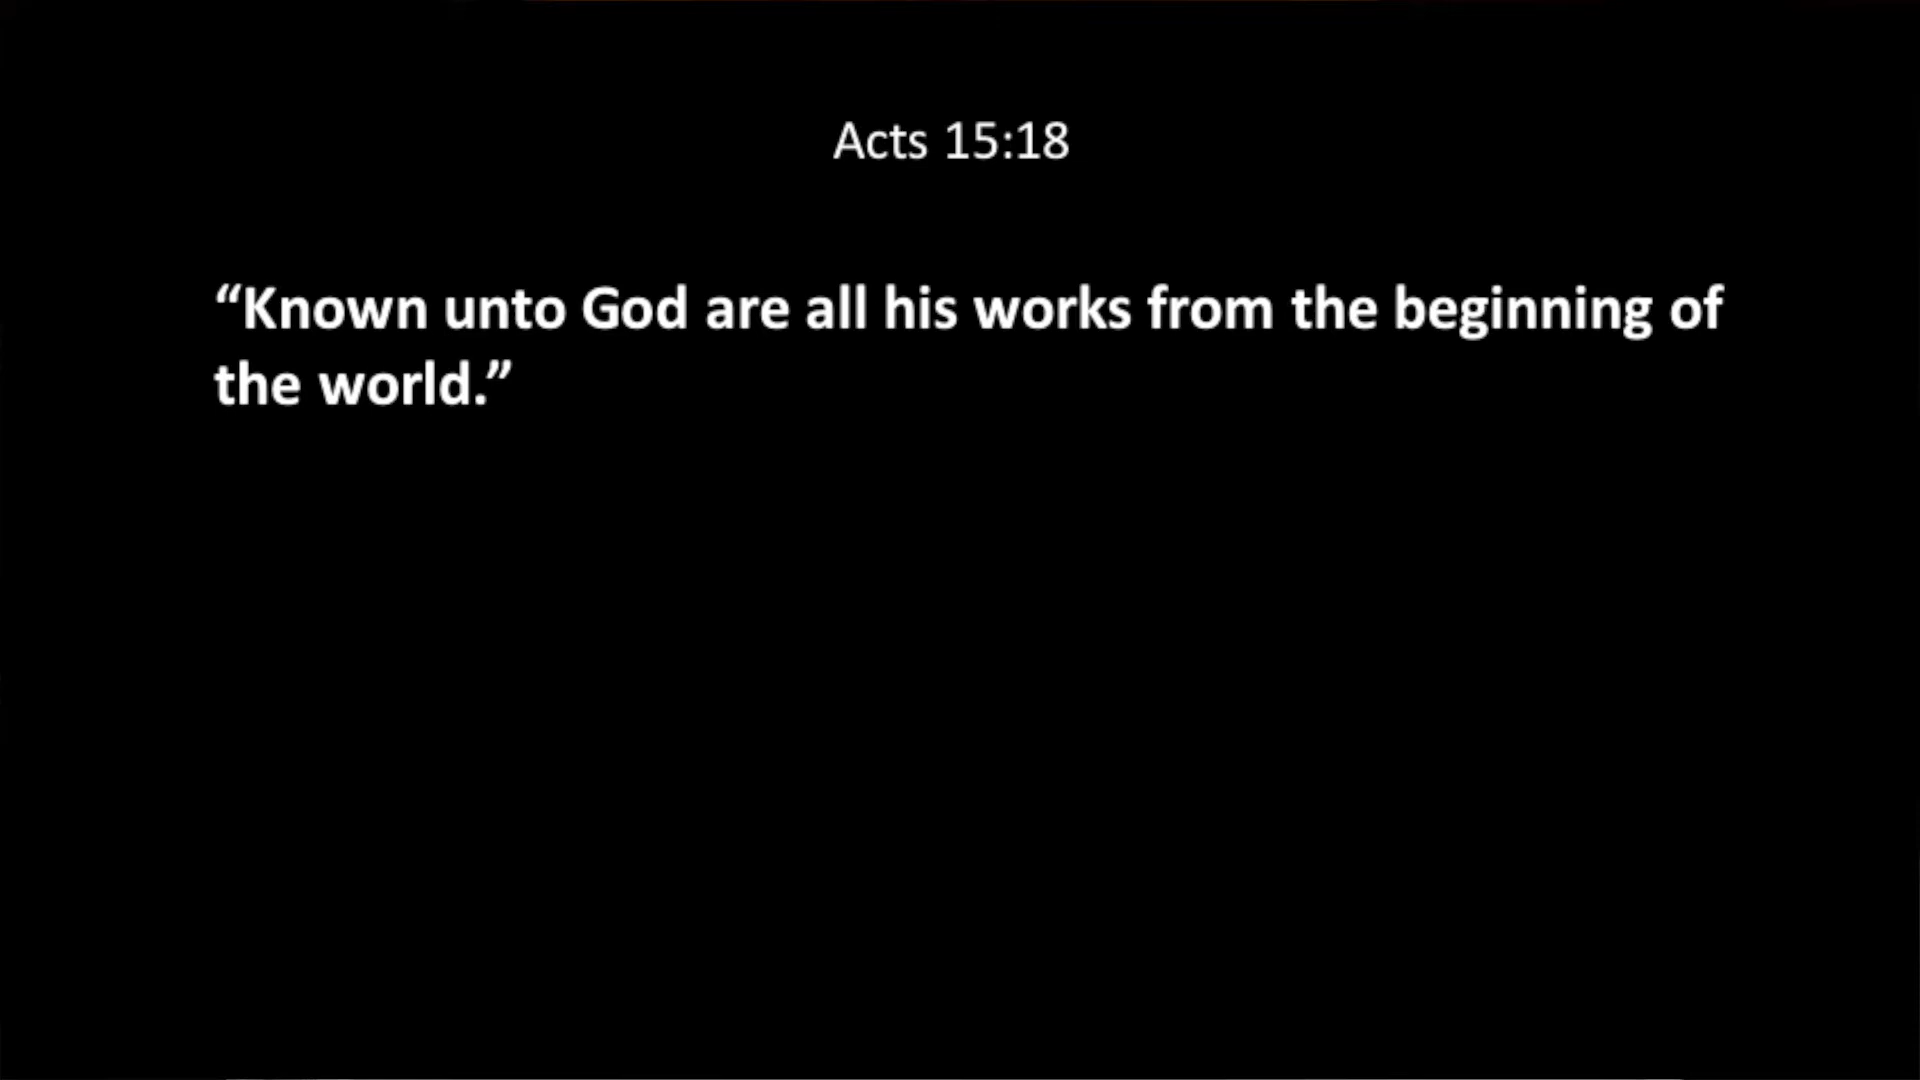 Acts 15:18
“Known unto God are all his works from the beginning of
the world.”